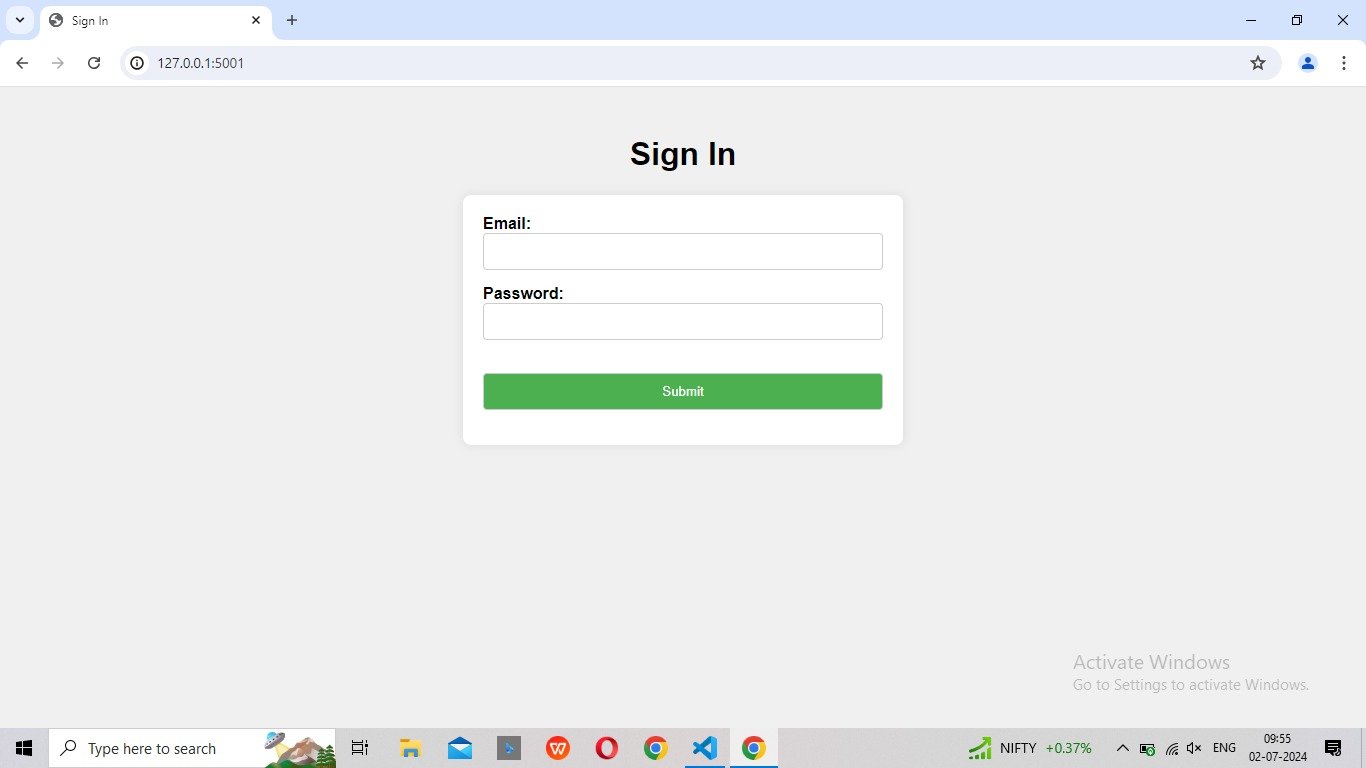 Sign In
127.0.0.1:5001
Sign In
Email:
Password:
Submit
Activate Windows
Go to Settings to activate Windows.
Type here to search
NIFTY +0.37%
ENG
09:55
02-07-2024